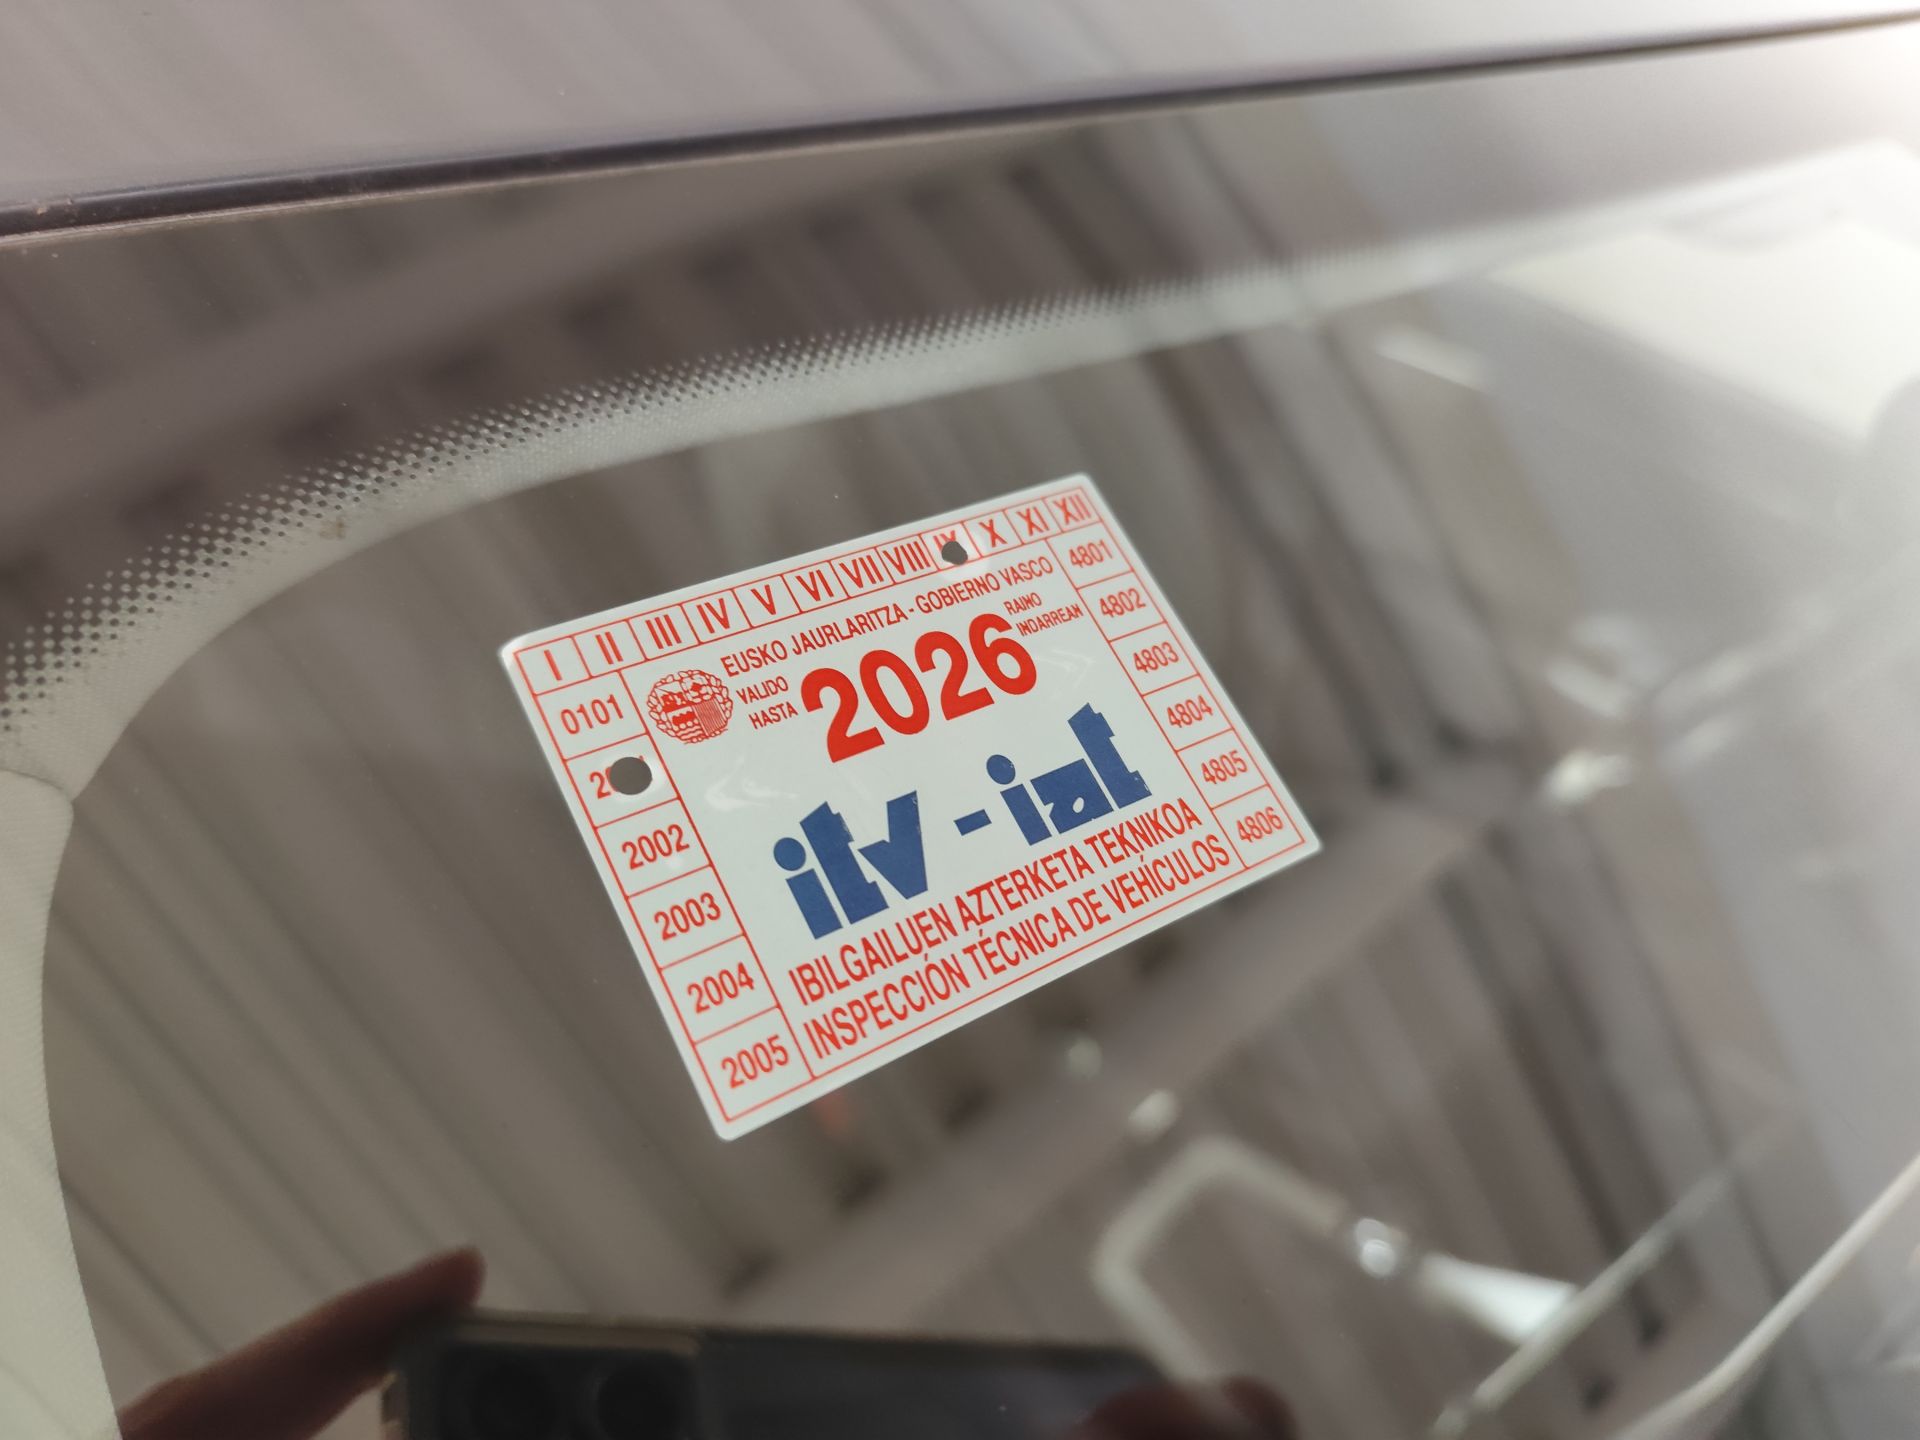 I II III IV V VI VII VIII IX X XI XII
EUSKO JAURLARITZA - GOBIERNO VASCO
VALIDO
HASTA
2026
RAINO
INDARREAN
itv - iat
IBILGAILUEN AZTERKETA TEKNIKOA
INSPECCIÓN TÉCNICA DE VEHÍCULOS
0101
2002
2003
2004
2005
4801
4802
4803
4804
4805
4806